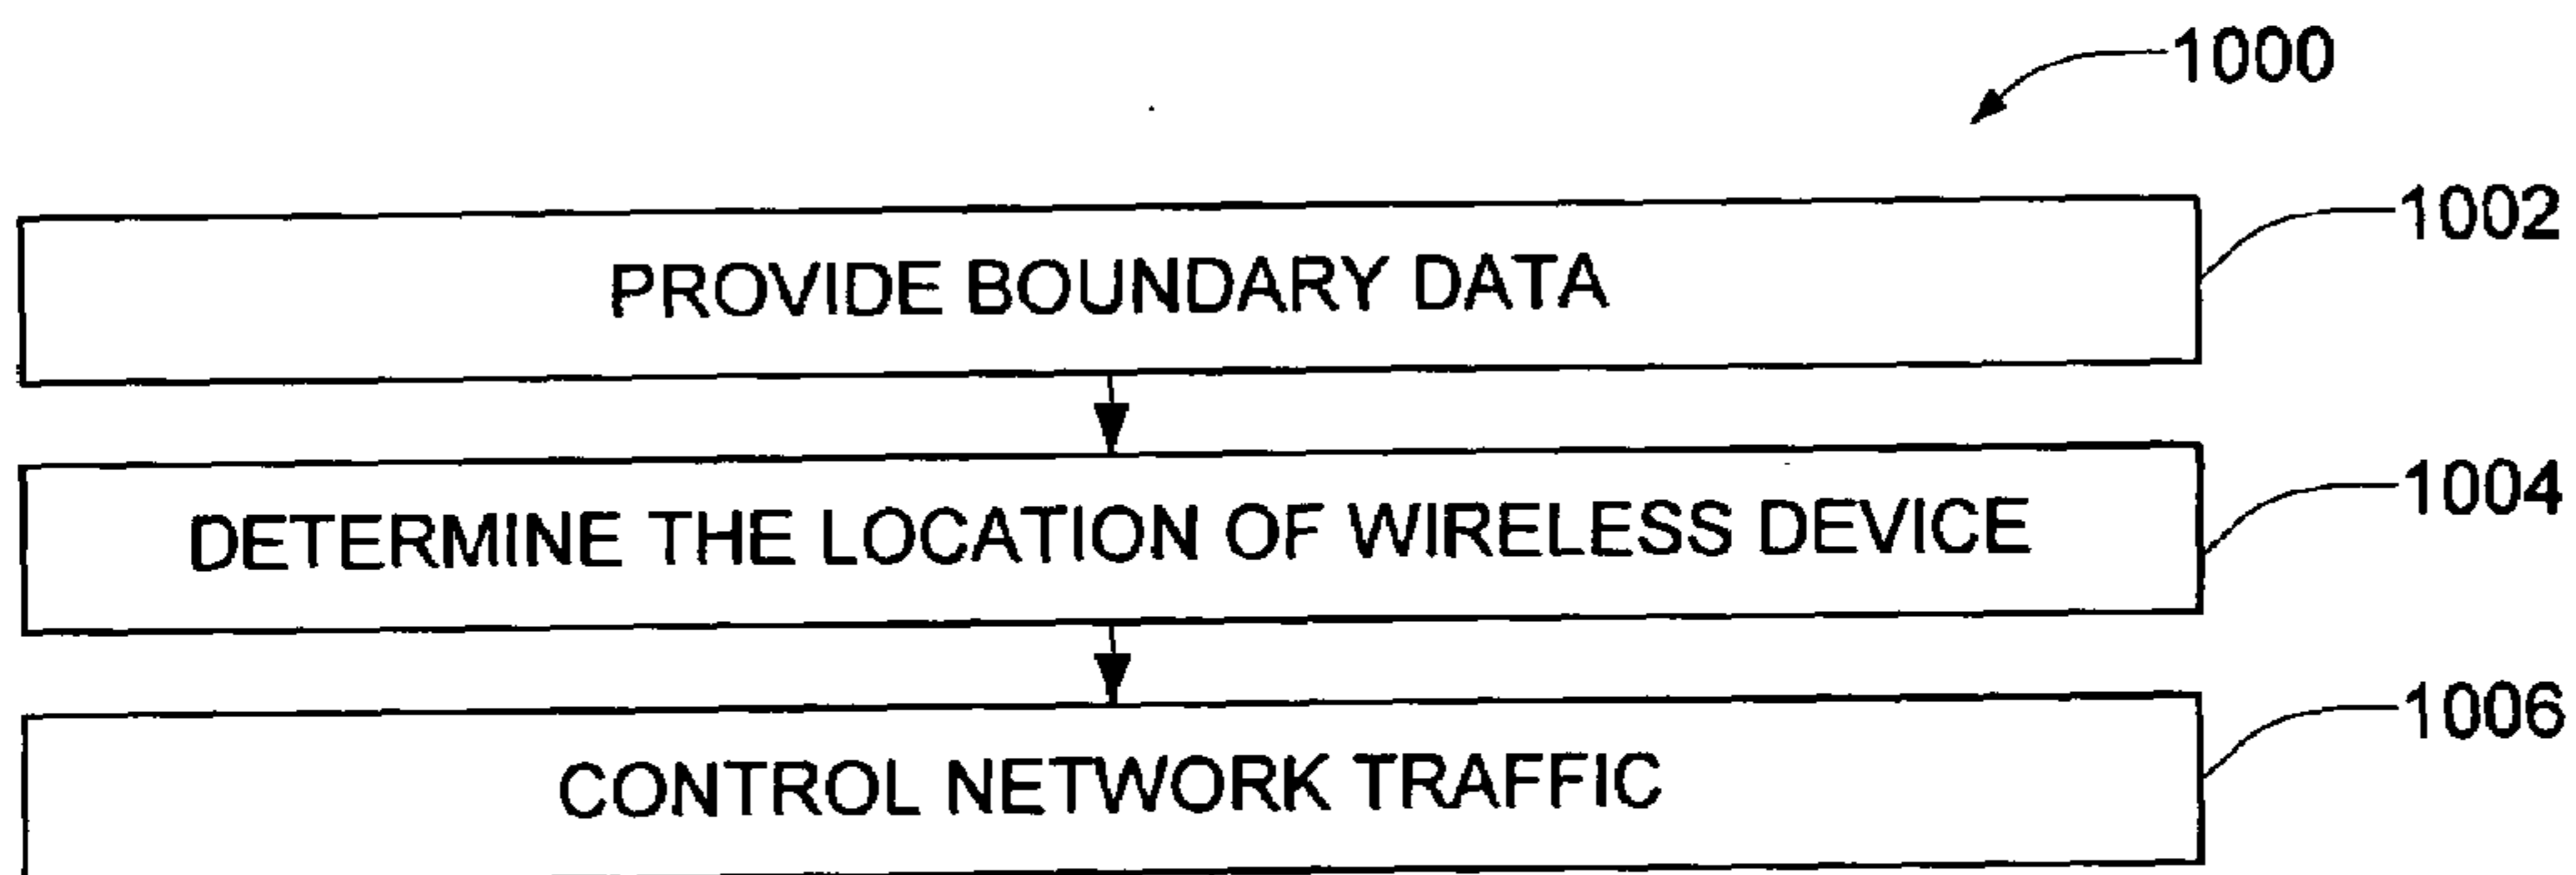 1000
PROVIDE BOUNDARY DATA
1002
DETERMINE THE LOCATION OF WIRELESS DEVICE
1004
CONTROL NETWORK TRAFFIC
1006